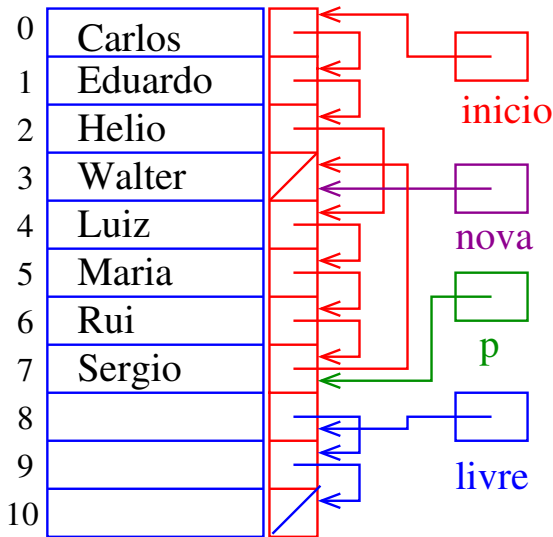 0 Carlos
inicio
1 Eduardo
2 Helio
3 Walter
nova
4 Luiz
5 Maria
6 Rui
p
7 Sergio
8
livre
9
10